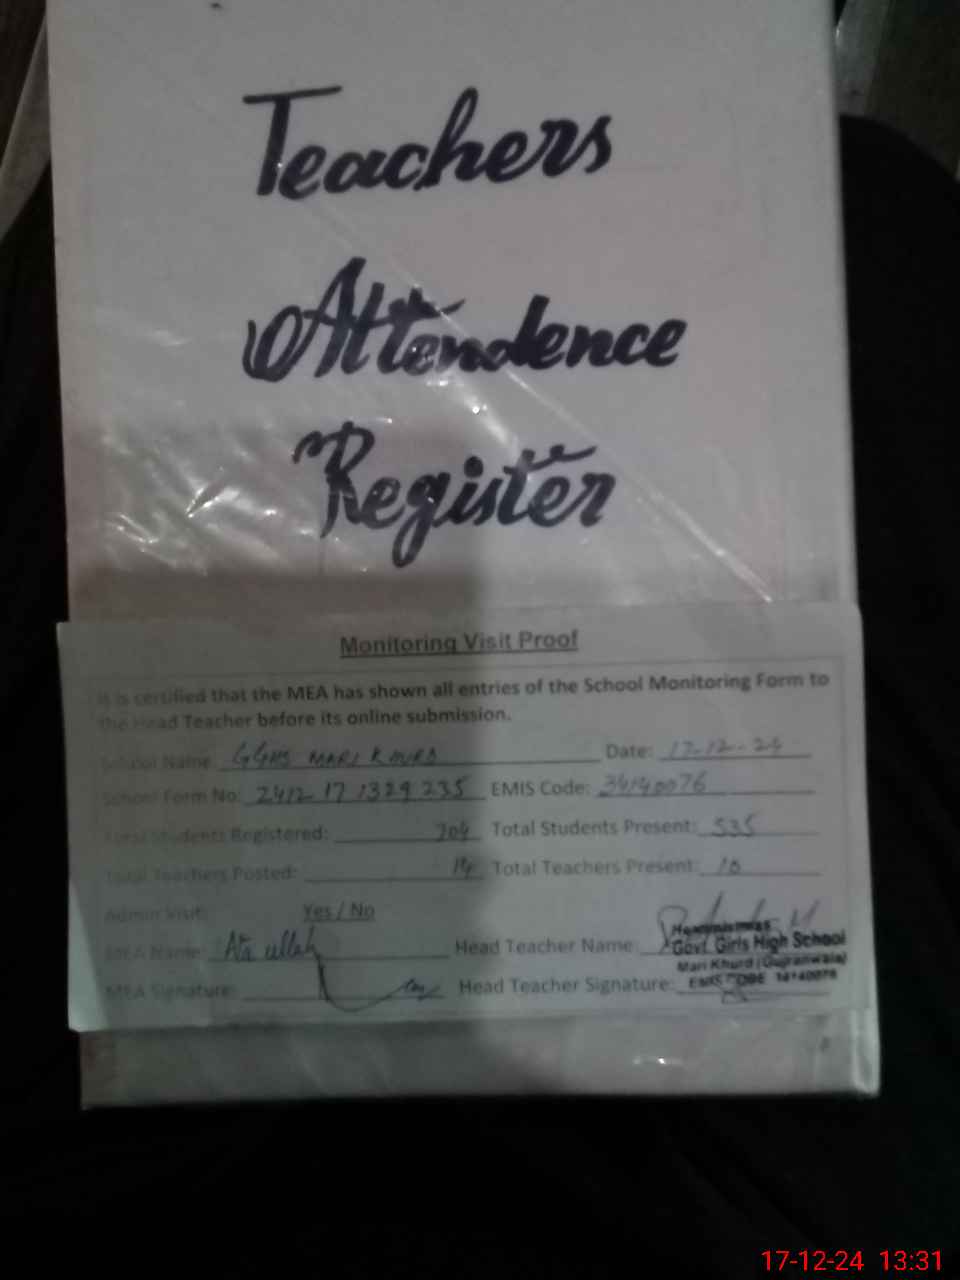 Teachers
Attendence
Register
Monitoring Visit Proof
It is certified that the MEA has shown all entries of the School Monitoring Form to
the Head Teacher before its online submission.
School Name: GGHS MARI KHURD Date: 17-12-24
School Form No: 2412 17 1329 235 EMIS Code: 34140076
Total Students Registered: 704 Total Students Present: 535
Total Teachers Posted: 14 Total Teachers Present: 10
Admin Visit: Yes / No
MEA Name: Ata ullah Head Teacher Name:
Headmistress
Govt. Girls High School
Mari Khurd (Gujranwala)
EMIS CODE 34140076
MEA Signature: Head Teacher Signature:
17-12-24 13:31